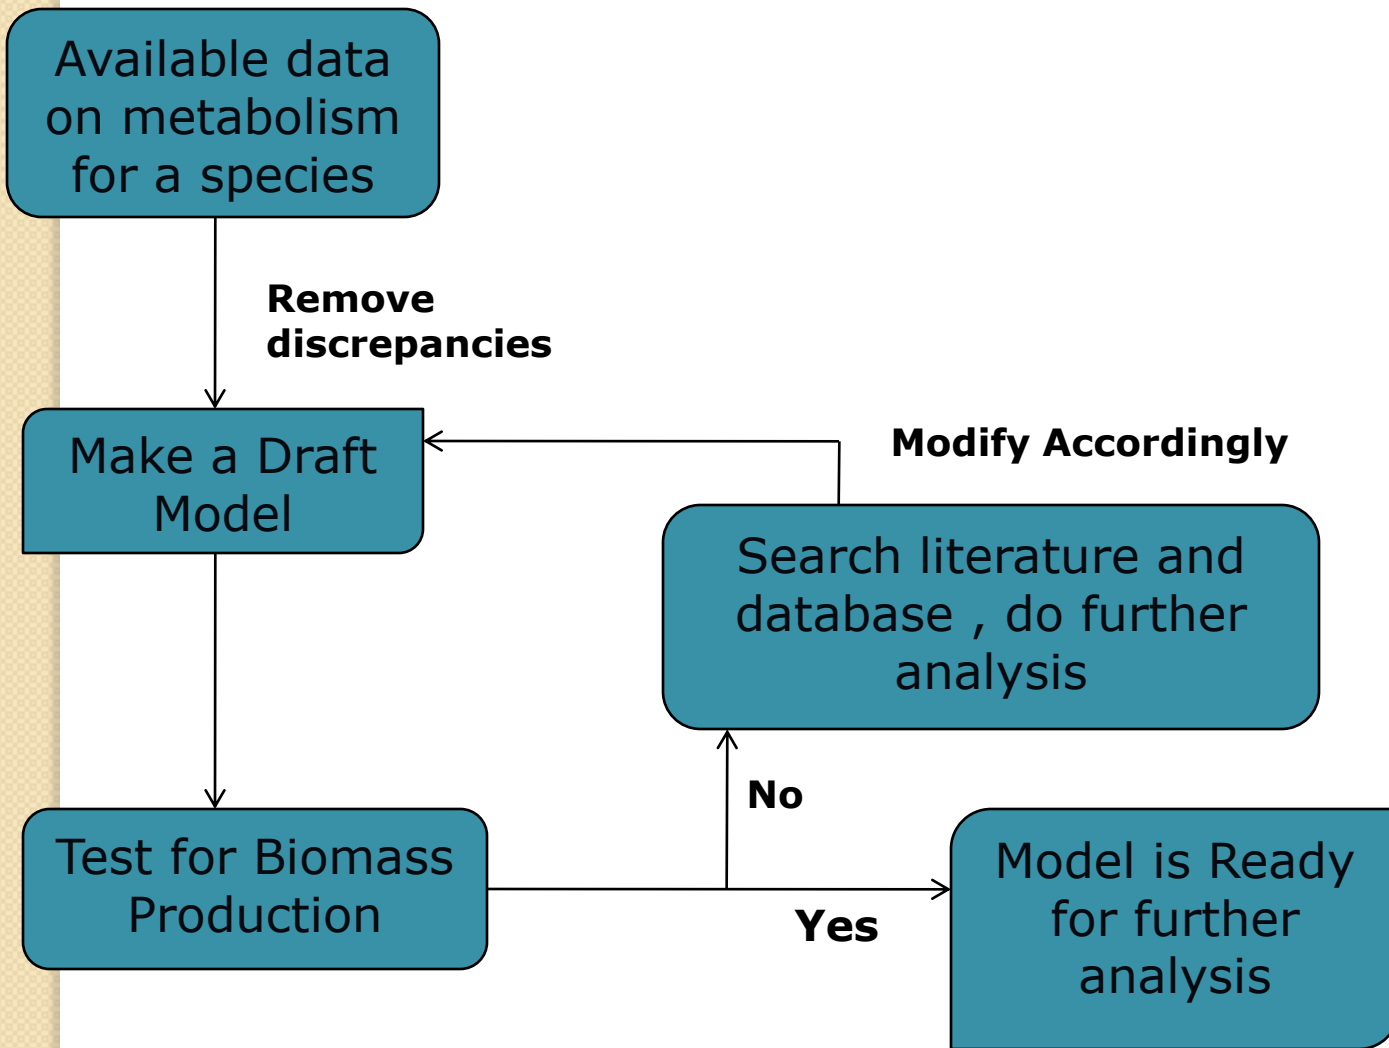 Available data
on metabolism
for a species
Remove
discrepancies
Make a Draft
Model
Modify Accordingly
Search literature and
database , do further
analysis
No
Test for Biomass
Production
Yes
Model is Ready
for further
analysis